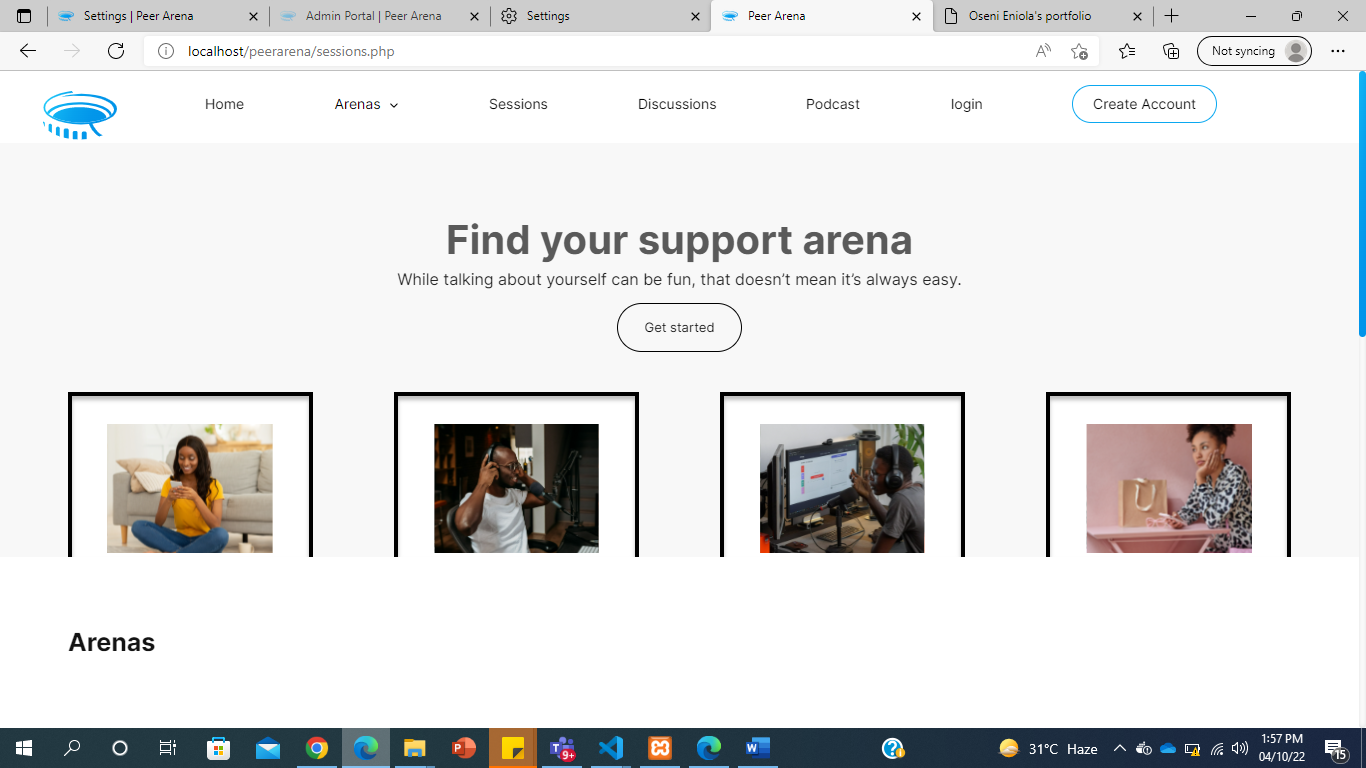 Settings | Peer Arena
Admin Portal | Peer Arena
Settings
Peer Arena
Oseni Eniola's portfolio
localhost/peerarena/sessions.php
Not syncing
Home
Arenas
Sessions
Discussions
Podcast
login
Create Account
Find your support arena
While talking about yourself can be fun, that doesn’t mean it’s always easy.
Get started
Arenas
9+
31°C Haze
1:57 PM
04/10/22
15